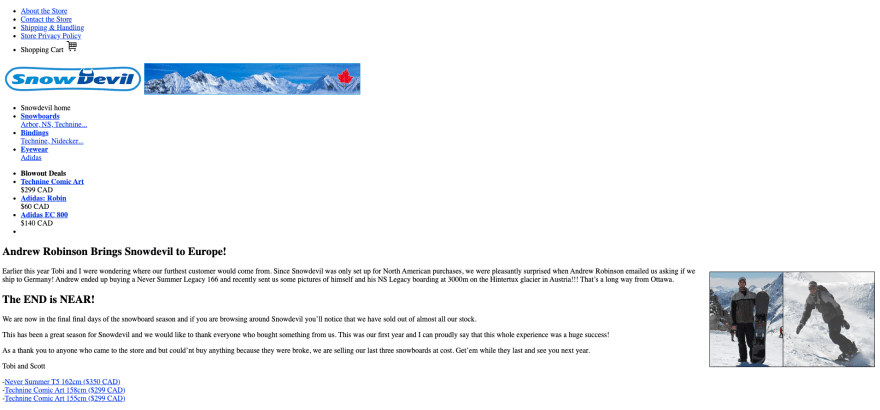 About the Store
Contact the Store
Shipping & Handling
Store Privacy Policy
Shopping Cart
SnowDevil
Snowdevil home
Snowboards
Arbor, NS, Technine...
Bindings
Technine, Nidecker...
Eyewear
Adidas
Blowout Deals
Technine Comic Art
$299 CAD
Adidas: Robin
$60 CAD
Adidas EC 800
$140 CAD
Andrew Robinson Brings Snowdevil to Europe!
Earlier this year Tobi and I were wondering where our furthest customer would come from. Since Snowdevil was only set up for North American purchases, we were pleasantly surprised when Andrew Robinson emailed us asking if we
ship to Germany! Andrew ended up buying a Never Summer Legacy 166 and recently sent us some pictures of himself and his NS Legacy boarding at 3000m on the Hintertux glacier in Austria!!! That's a long way from Ottawa.
The END is NEAR!
We are now in the final final days of the snowboard season and if you are browsing around Snowdevil you'll notice that we have sold out of almost all our stock.
This has been a great season for Snowdevil and we would like to thank everyone who bought something from us. This was our first year and I can proudly say that this whole experience was a huge success!
As a thank you to anyone who came to the store and but could'nt buy anything because they were broke, we are selling our last three snowboards at cost. Get'em while they last and see you next year.
Tobi and Scott
-Never Summer T5 162cm ($350 CAD)
-Technine Comic Art 158cm ($299 CAD)
-Technine Comic Art 155cm ($299 CAD)